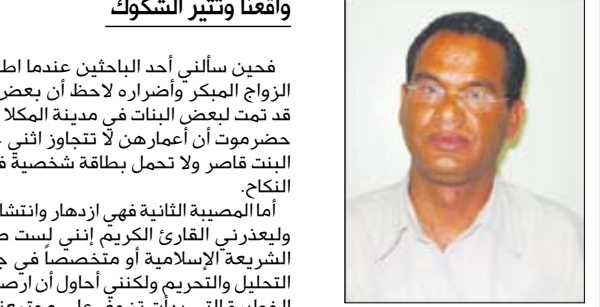 واقعنا وتثير الشكوك
فحين سألني أحد الباحثين عندما اط
الزواج المبكر وأضراره لاحظ أن بعض
قد تمت لبعض البنات في مدينة المكلا
حضرموت أن أعمارهن لا تتجاوز اثني
البنت قاصر ولا تحمل بطاقة شخصية ف
النكاح.
أما المصيبة الثانية فهي ازدهار وانتشا
وليعذرني القارئ الكريم إنني لست
الشريعة الإسلامية أو متخصصاً في ج
التحليل والتحريم ولكنني أحاول أن ارص